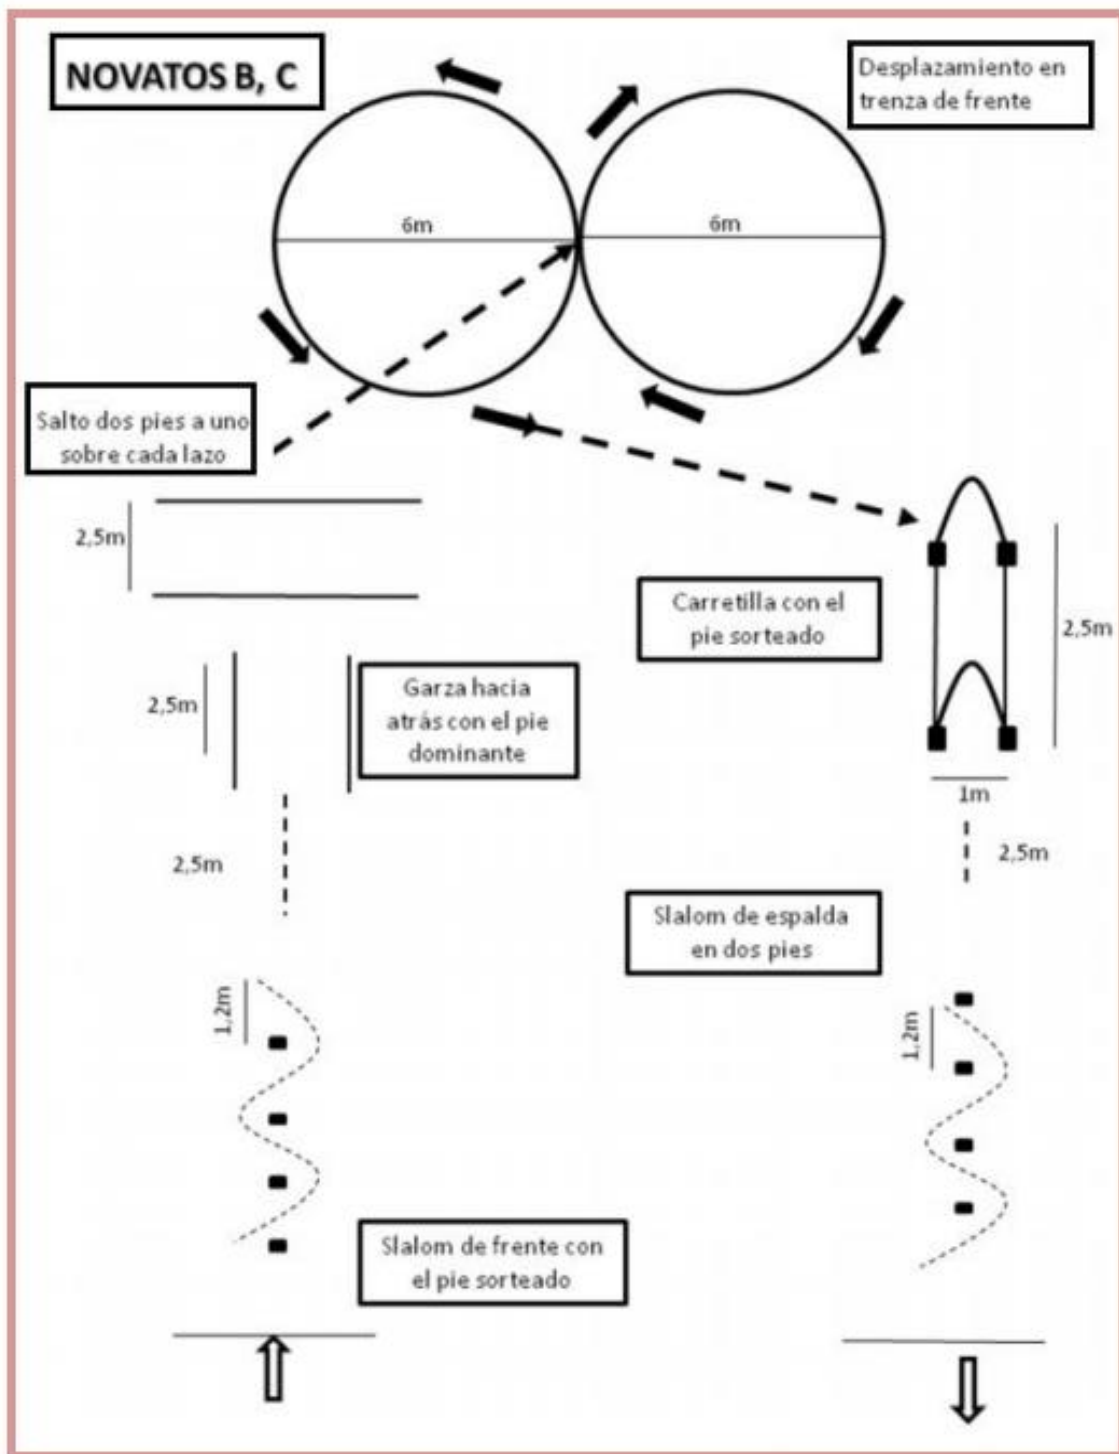 NOVATOS B, C
Desplazamiento en
trenza de frente
6m
6m
Salto dos pies a uno
sobre cada lazo
2,5m
Carretilla con el
pie sorteado
2,5m
Garza hacia
atrás con el pie
dominante
2,5m
1m
2,5m
2,5m
Slalom de espalda
en dos pies
1,2m
1,2m
Slalom de frente con
el pie sorteado